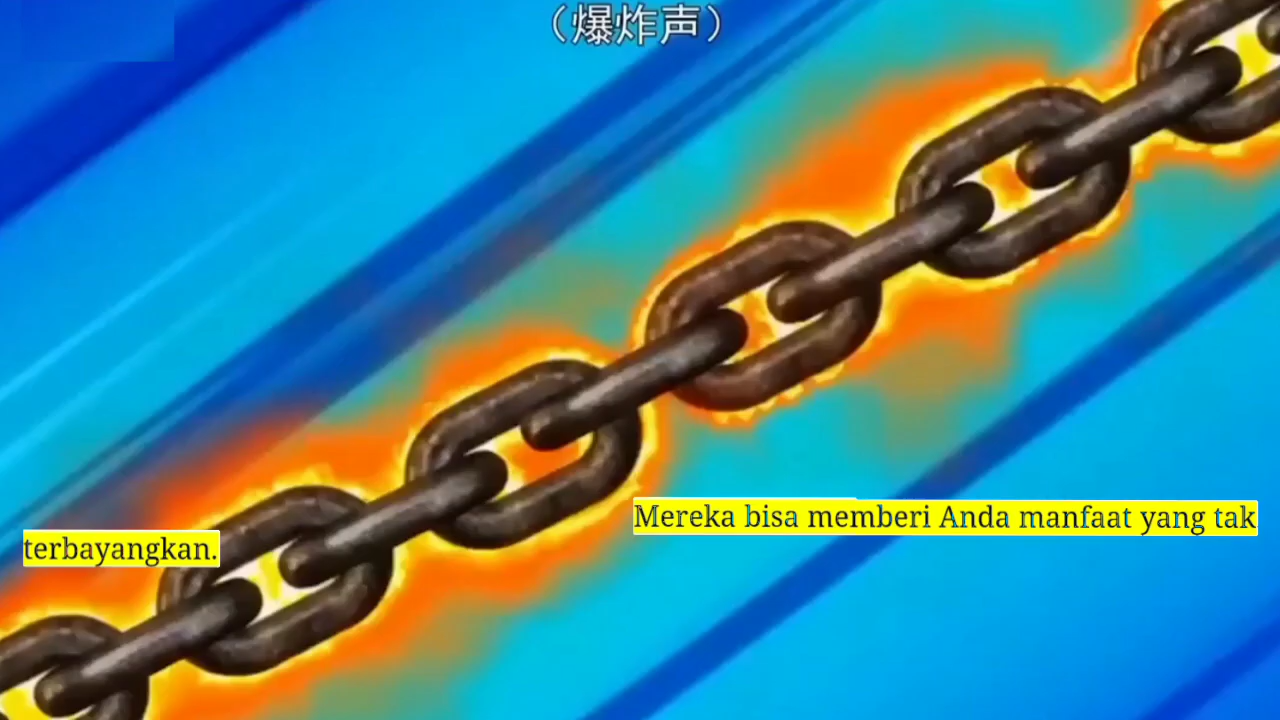 （爆炸声）
Mereka bisa memberi Anda manfaat yang tak
terbayangkan.